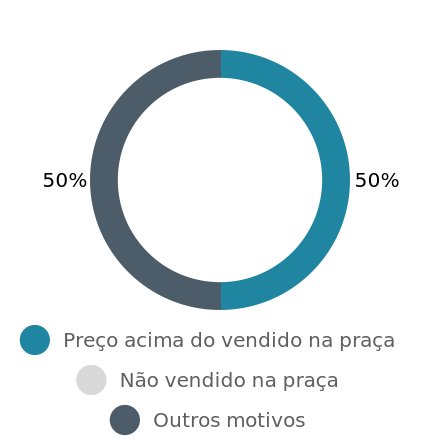 50%
50%
Preço acima do vendido na praça
Não vendido na praça
Outros motivos